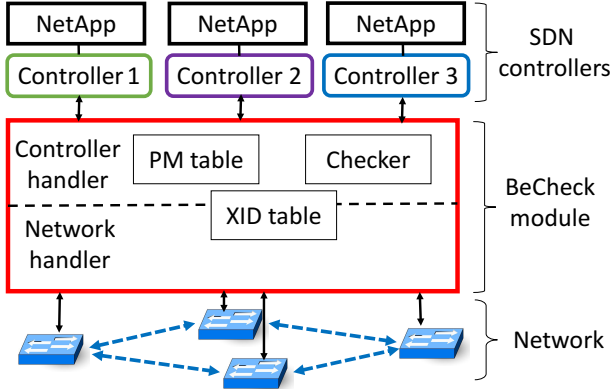 NetApp
NetApp
NetApp
SDN
controllers
Controller 1
Controller 2
Controller 3
Controller
handler
PM table
Checker
BeCheck
module
XID table
Network
handler
Network